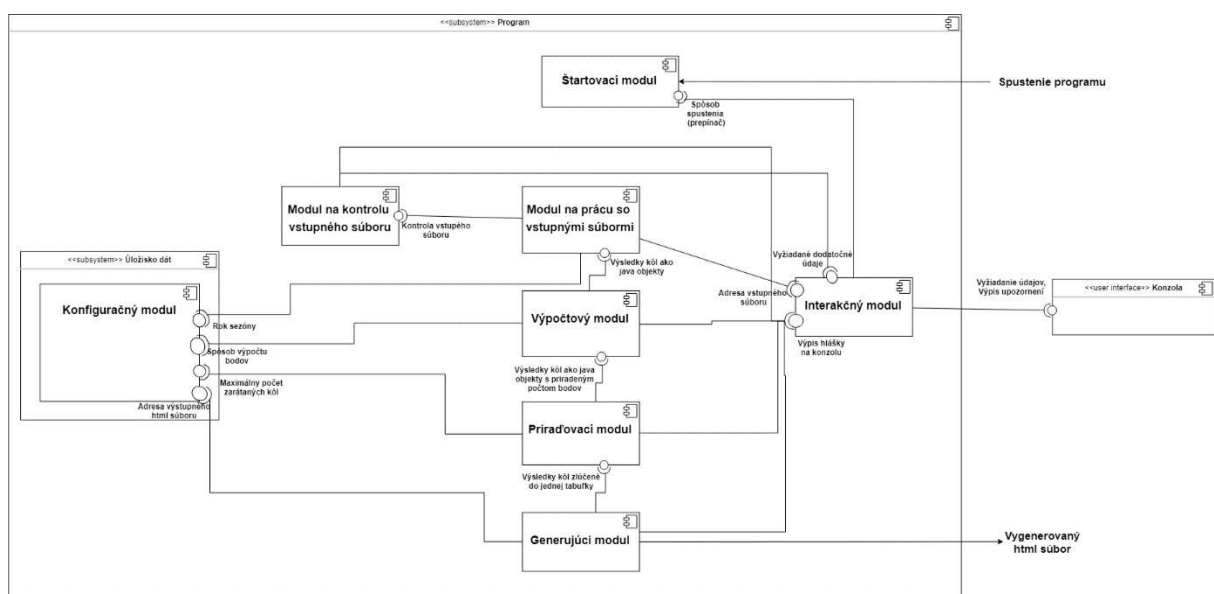 <<subsystem>> Program
Štartovací modul
Spustenie programu
Spôsob
spustenia
(prepínač)
Modul na kontrolu
vstupného súboru
Kontrola vstupého
súboru
Modul na prácu so
vstupnými súbormi
Výsledky kôl ako
java objekty
Vyžiadané dodatočné
údaje
<<subsystem>> Úložisko dát
Konfiguračný modul
Rok sezóny
Spôsob výpočtu
bodov
Maximálny počet
zarátaných kôl
Adresa výstupného
html súboru
Výpočtový modul
Adresa vstupného
súboru
Interakčný modul
Výpis hlášky
na konzolu
Vyžiadanie údajov,
Výpis upozornení
<<user interface>> Konzola
Výsledky kôl ako java
objekty s priradeným
počtom bodov
Priraďovací modul
Výsledky kôl zlúčené
do jednej tabuľky
Generujúci modul
Vygenerovaný
html súbor